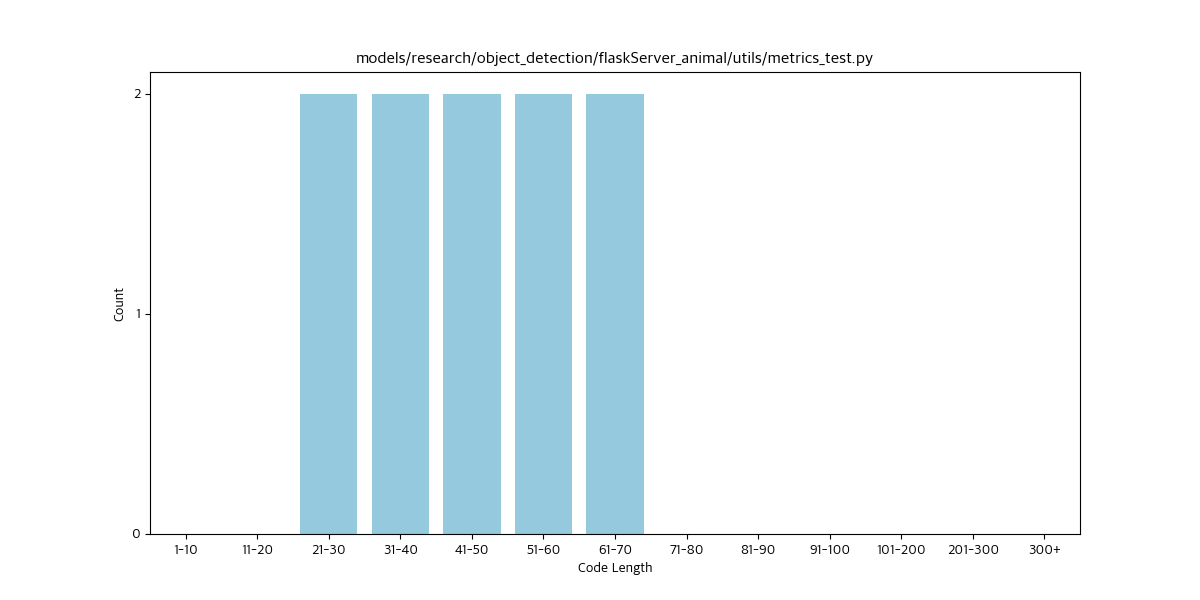 models/research/object_detection/flaskServer_animal/utils/metrics_test.py
2
1
0
Count
1-10 11-20 21-30 31-40 41-50 51-60 61-70 71-80 81-90 91-100 101-200 201-300 300+
Code Length